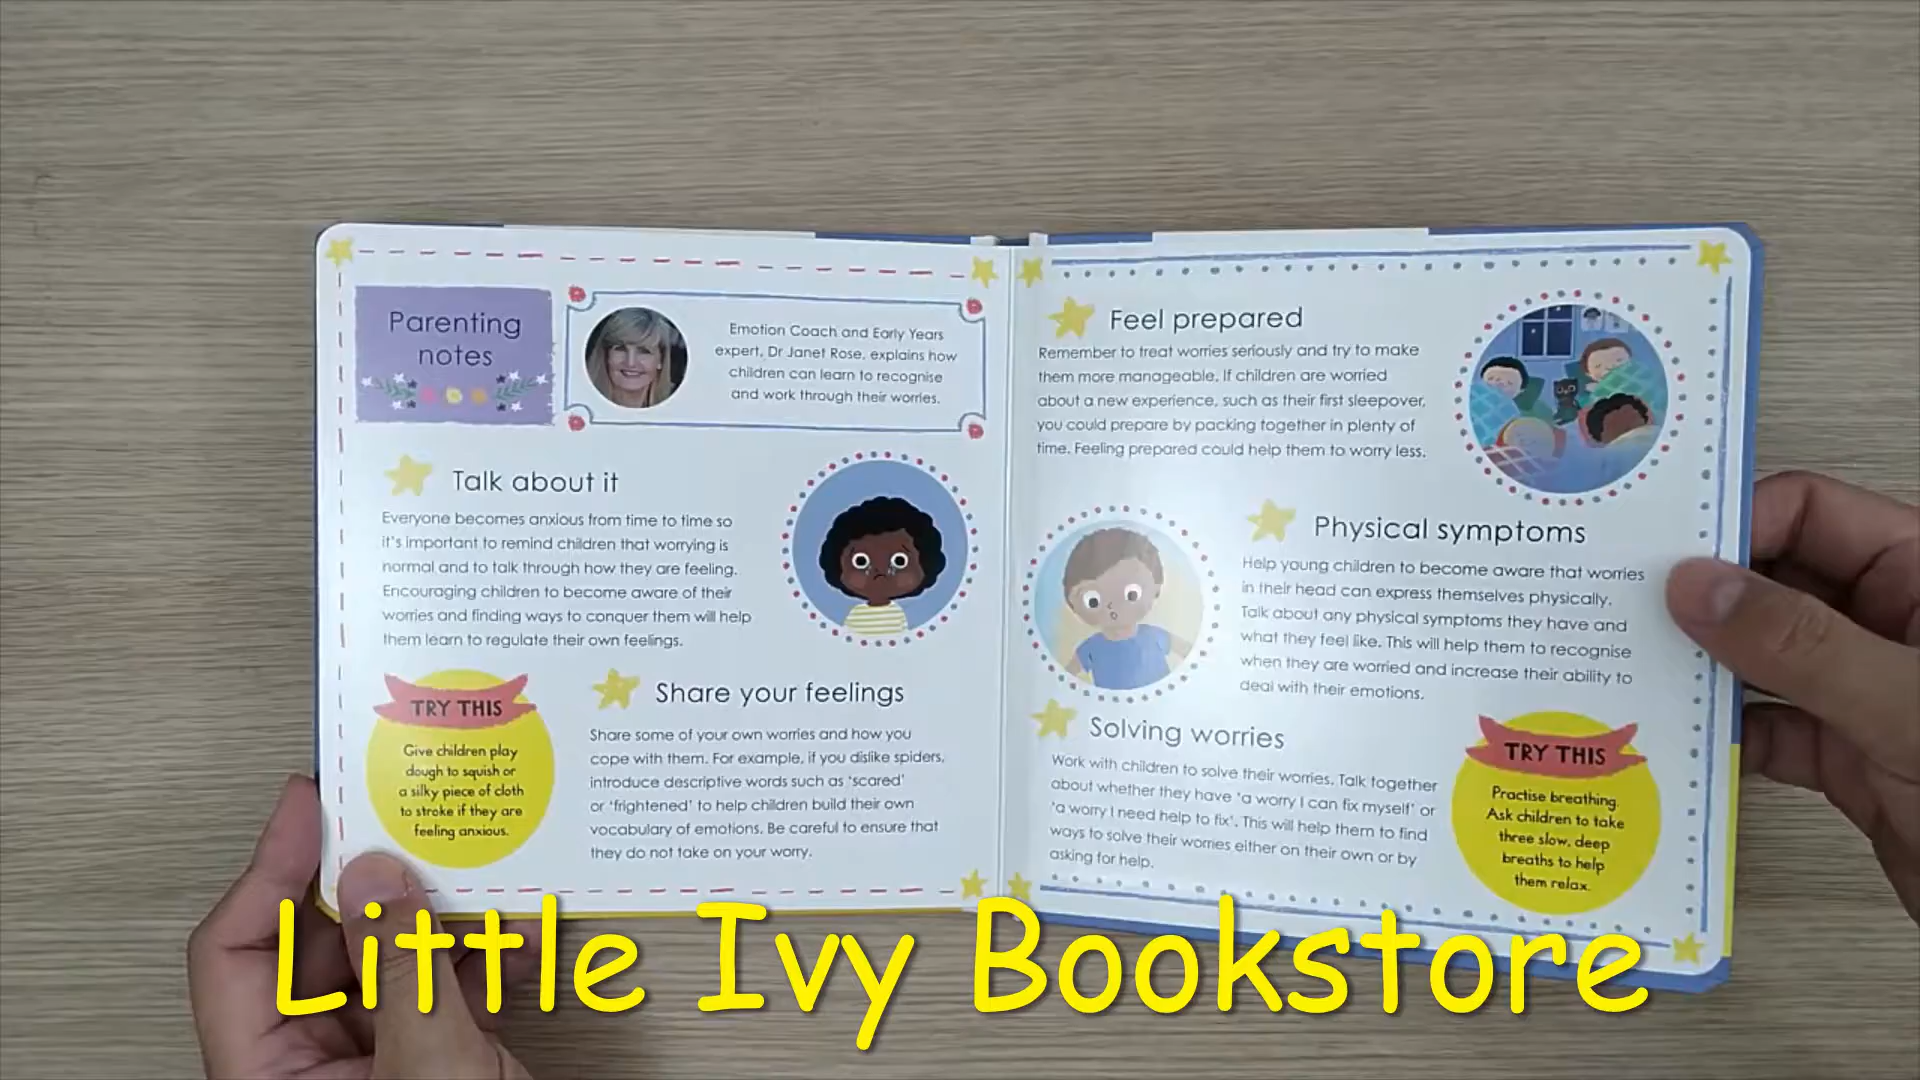 Parenting
notes
Emotion Coach and Early Years
expert, Dr Janet Rose, explains how
children can learn to recognise
and work through their worries.
Talk about it
Everyone becomes anxious from time to time so
it's important to remind children that worrying is
normal and to talk through how they are feeling.
Encouraging children to become aware of their
worries and finding ways to conquer them will help
them learn to regulate their own feelings.
TRY THIS
Give children play
dough to squish or
a silky piece of cloth
to stroke if they are
feeling anxious.
Share your feelings
Share some of your own worries and how you
cope with them. For example, if you dislike spiders,
introduce descriptive words such as 'scared'
or 'frightened' to help children build their own
vocabulary of emotions. Be careful to ensure that
they do not take on your worry.
Feel prepared
Remember to treat worries seriously and try to make
them more manageable. If children are worried
about a new experience, such as their first sleepover,
you could prepare by packing together in plenty of
time. Feeling prepared could help them to worry less.
Physical symptoms
Help young children to become aware that worries
in their head can express themselves physically.
Talk about any physical symptoms they have and
what they feel like. This will help them to recognise
when they are worried and increase their ability to
deal with their emotions.
Solving worries
Work with children to solve their worries. Talk together
about whether they have 'a worry I can fix myself' or
'a worry I need help to fix'. This will help them to find
ways to solve their worries either on their own or by
asking for help.
TRY THIS
Practise breathing.
Ask children to take
three slow, deep
breaths to help
them relax.
Little Ivy Bookstore